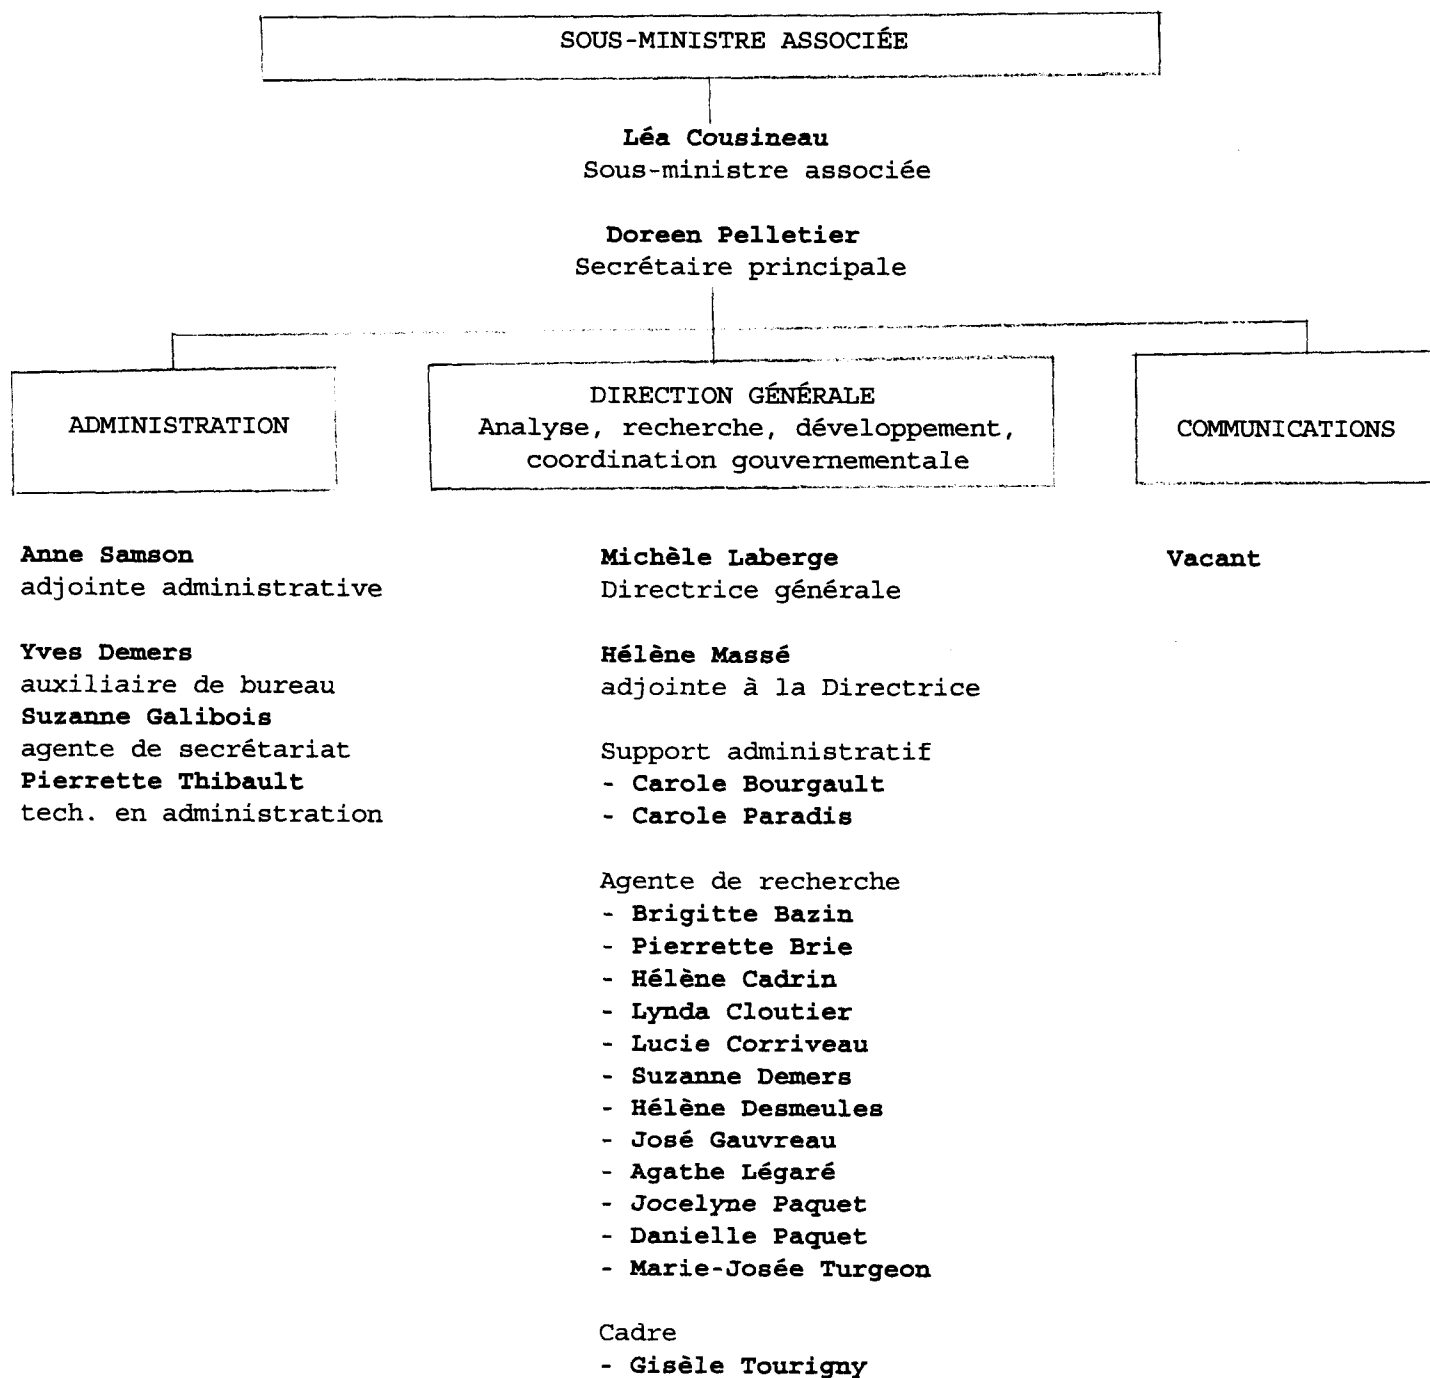 SOUS-MINISTRE ASSOCIÉE
Léa Cousineau
Sous-ministre associée
Doreen Pelletier
Secrétaire principale
ADMINISTRATION
DIRECTION GÉNÉRALE
Analyse, recherche, développement,
coordination gouvernementale
COMMUNICATIONS
Anne Samson
adjointe administrative
Yves Demers
auxiliaire de bureau
Suzanne Galibois
agente de secrétariat
Pierrette Thibault
tech. en administration
Michèle Laberge
Directrice générale
Hélène Massé
adjointe à la Directrice
Support administratif
- Carole Bourgault
- Carole Paradis
Agente de recherche
- Brigitte Bazin
- Pierrette Brie
- Hélène Cadrin
- Lynda Cloutier
- Lucie Corriveau
- Suzanne Demers
- Hélène Desmeules
- José Gauvreau
- Agathe Légaré
- Jocelyne Paquet
- Danielle Paquet
- Marie-Josée Turgeon
Cadre
- Gisèle Tourigny
Vacant